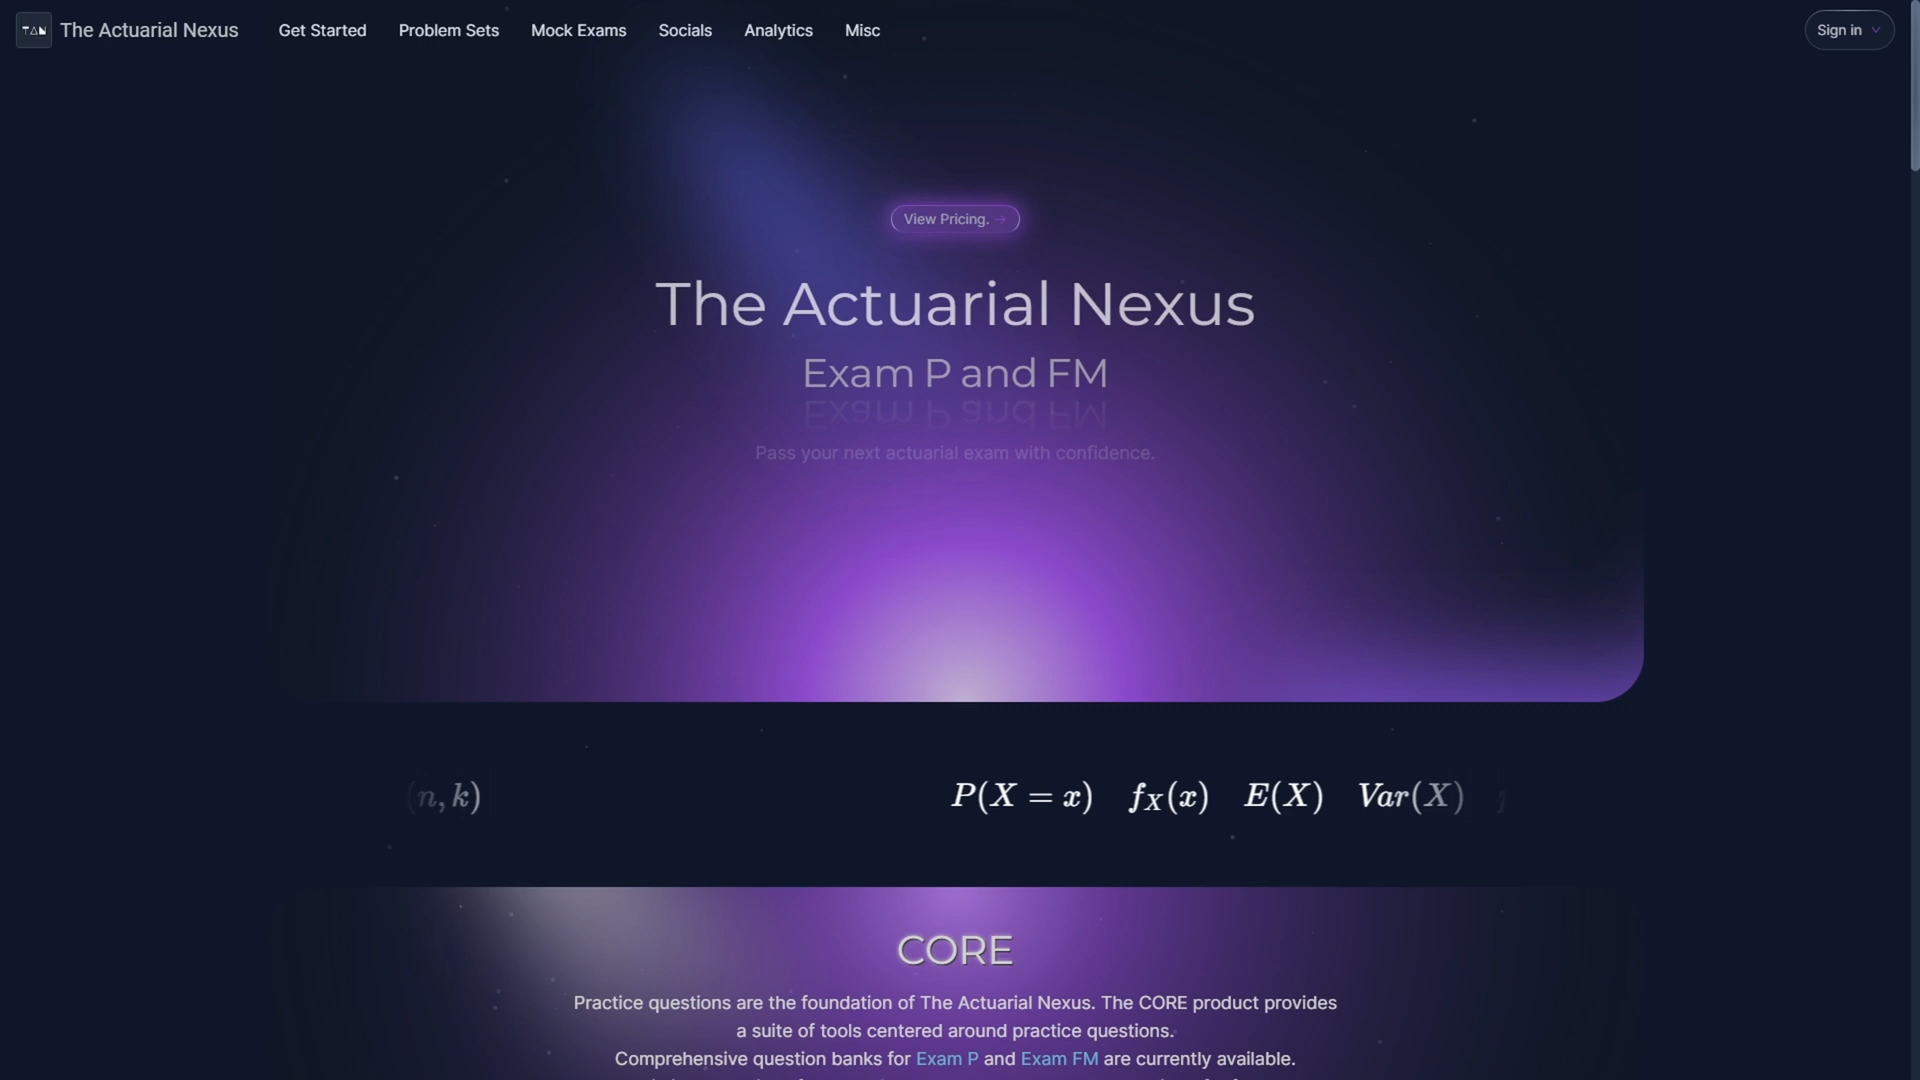 TAN The Actuarial Nexus Get Started Problem Sets Mock Exams Socials Analytics Misc Sign in
View Pricing. →
The Actuarial Nexus
Exam P and FM
Pass your next actuarial exam with confidence.
(n, k) P(X = x) fX(x) E(X) Var(X)
CORE
Practice questions are the foundation of The Actuarial Nexus. The CORE product provides
a suite of tools centered around practice questions.
Comprehensive question banks for Exam P and Exam FM are currently available.